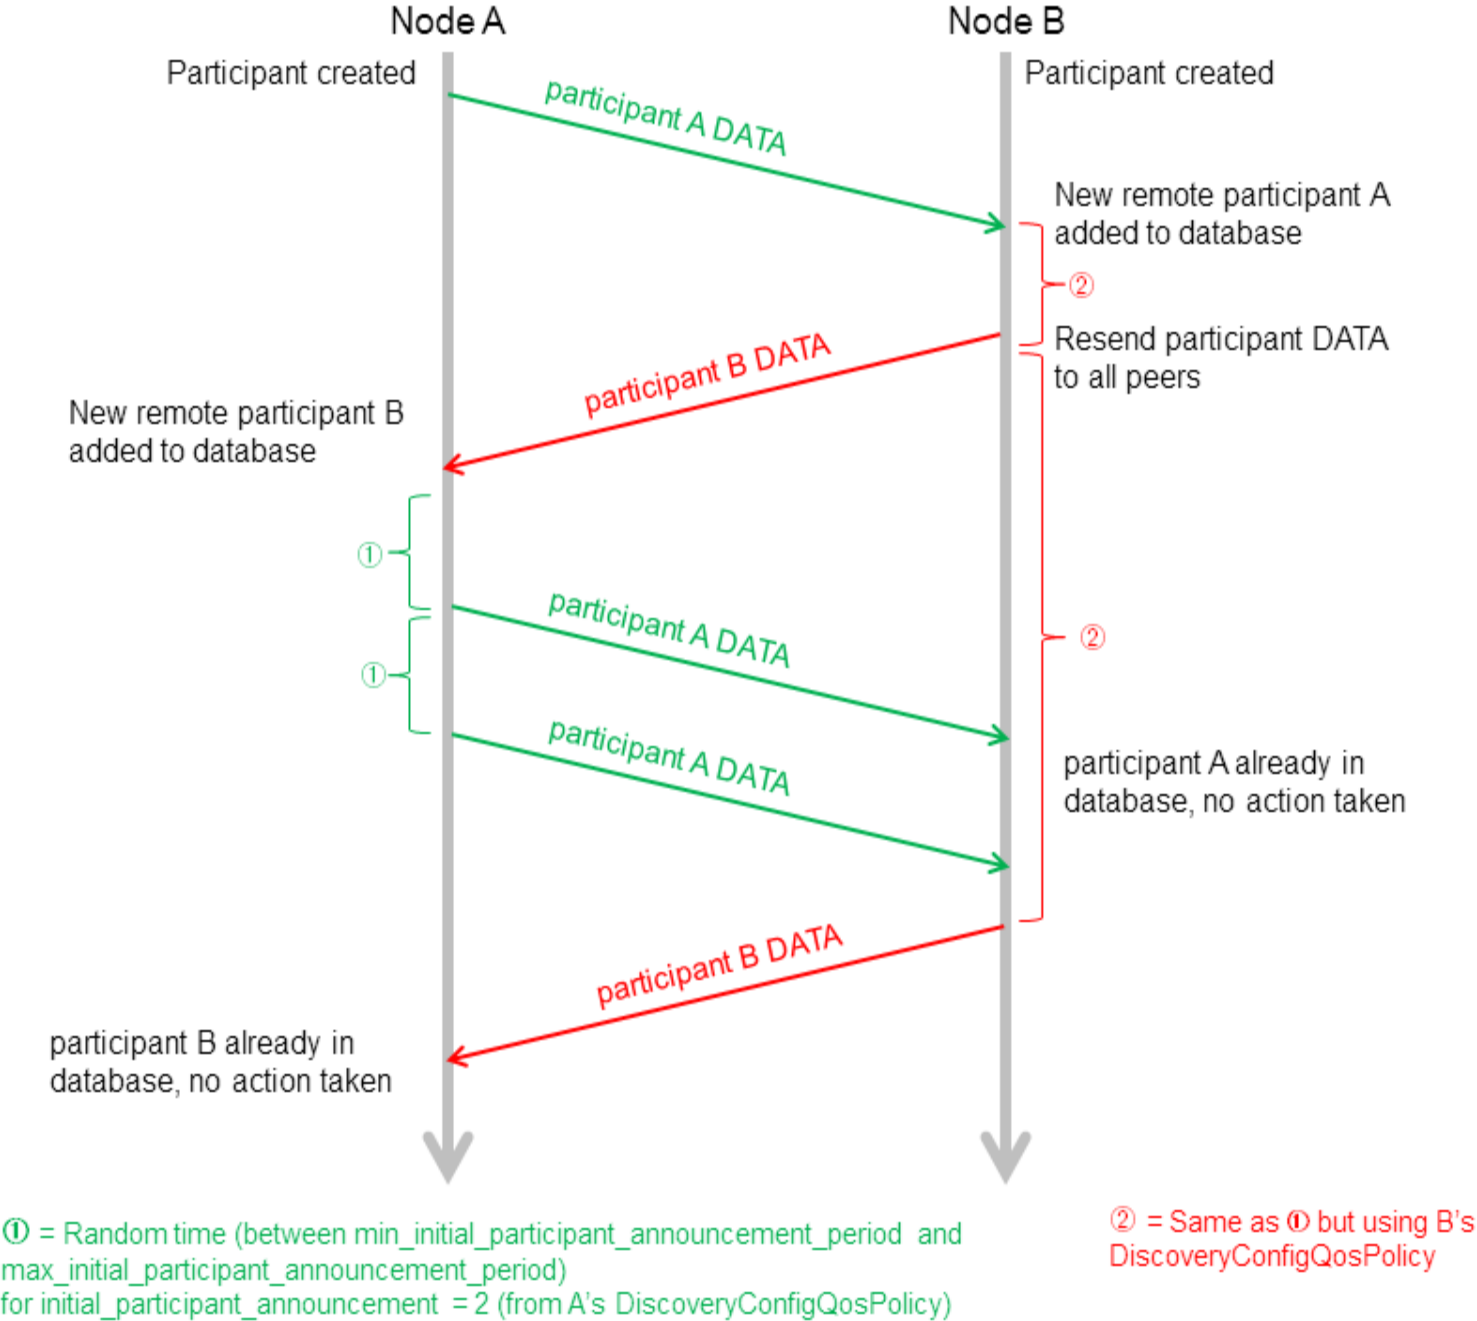 Node A
Node B
Participant created
Participant created
participant A DATA
New remote participant A
added to database
②
Resend participant DATA
to all peers
participant B DATA
New remote participant B
added to database
①
participant A DATA
②
①
participant A DATA
participant A already in
database, no action taken
participant B DATA
participant B already in
database, no action taken
① = Random time (between min_initial_participant_announcement_period and
max_initial_participant_announcement_period)
for initial_participant_announcement = 2 (from A's DiscoveryConfigQosPolicy)
② = Same as ① but using B's
DiscoveryConfigQosPolicy